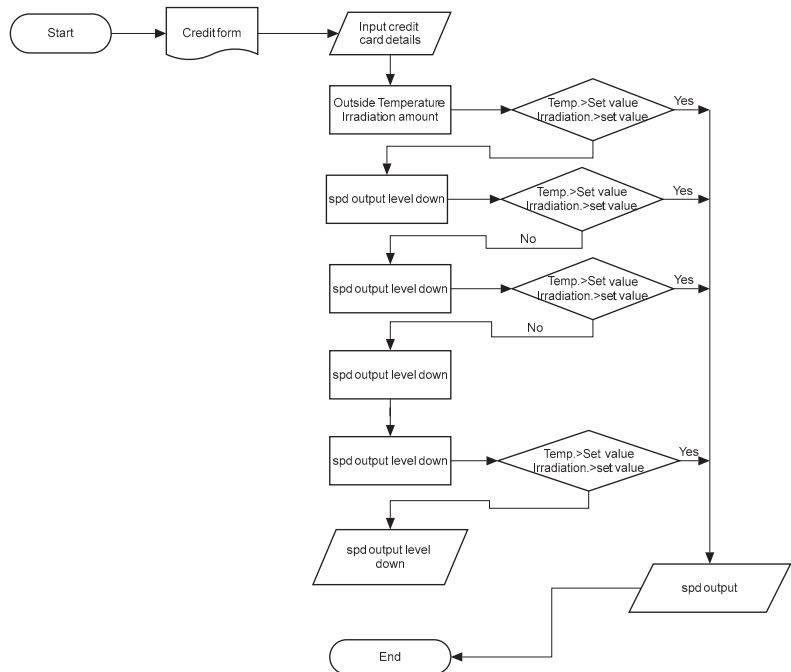 Start
Credit form
Input credit
card details
Outside Temperature
Irradiation amount
Temp.>Set value
Irradiation.>set value
Yes
spd output level down
Temp.>Set value
Irradiation.>set value
Yes
No
spd output level down
Temp.>Set value
Irradiation.>set value
Yes
No
spd output level down
spd output level down
Temp.>Set value
Irradiation.>set value
Yes
spd output level
down
spd output
End